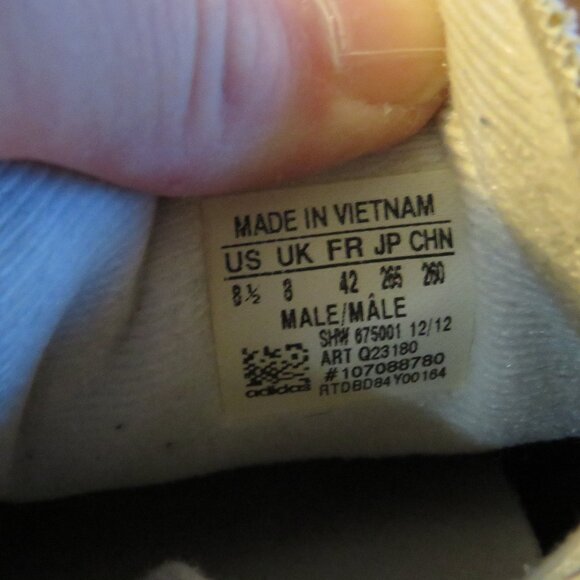 MADE IN VIETNAM
US UK FR JP CHN
8½ 8 42 265 260
MALE/MÂLE
SHW 675001 12/12
ART Q23180
#107088780
adidas RTDBD84Y00164